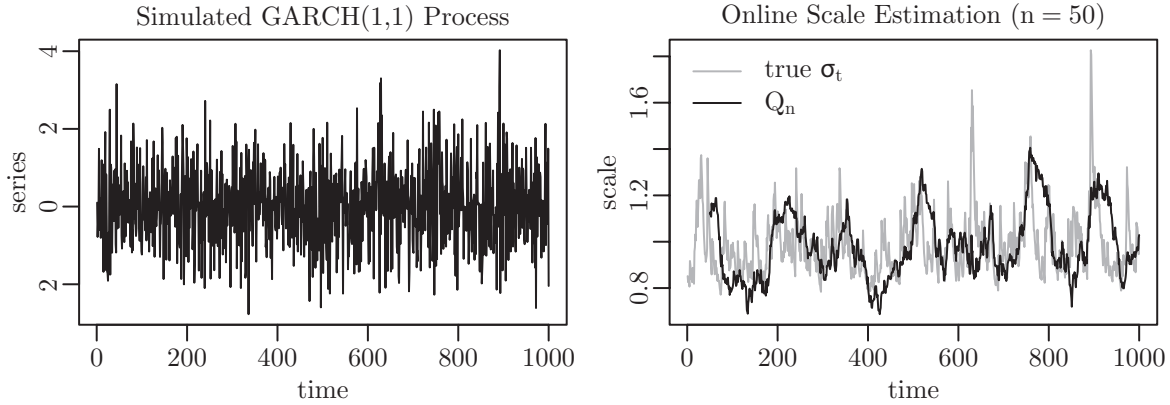 Simulated GARCH(1,1) Process
4
2
0
2
series
0 200 400 600 800 1000
time
Online Scale Estimation (n = 50)
true σt
Qn
1.6
1.2
0.8
scale
0 200 400 600 800 1000
time